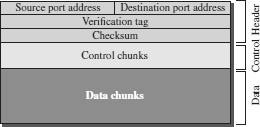 Source port address Destination port address
Verification tag
Checksum
Control chunks
Data chunks
Header
Control
Data